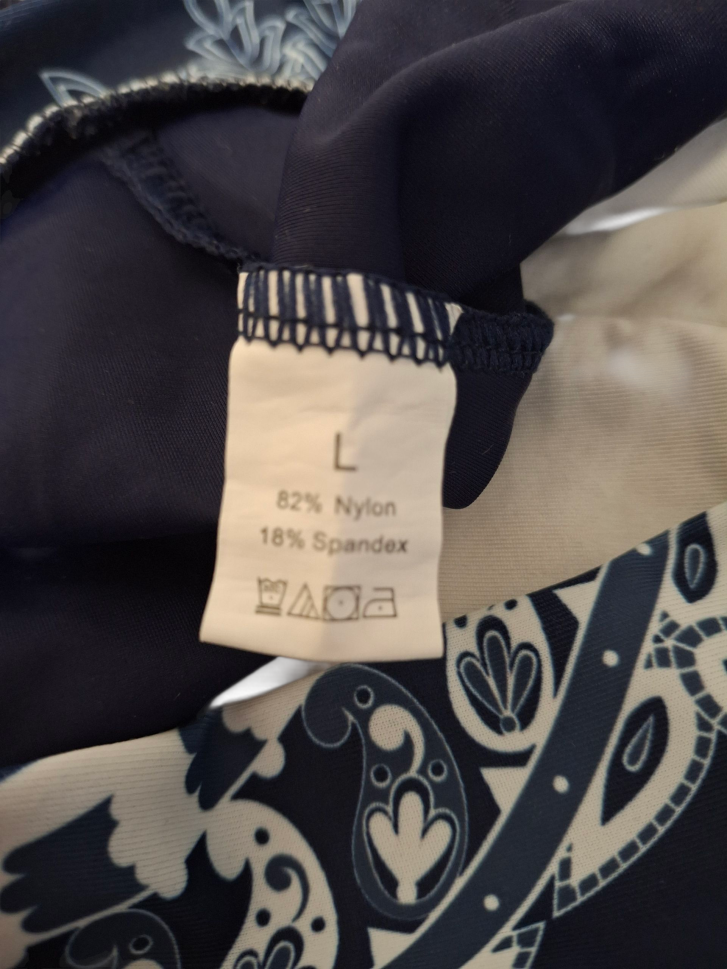 L
82% Nylon
18% Spandex